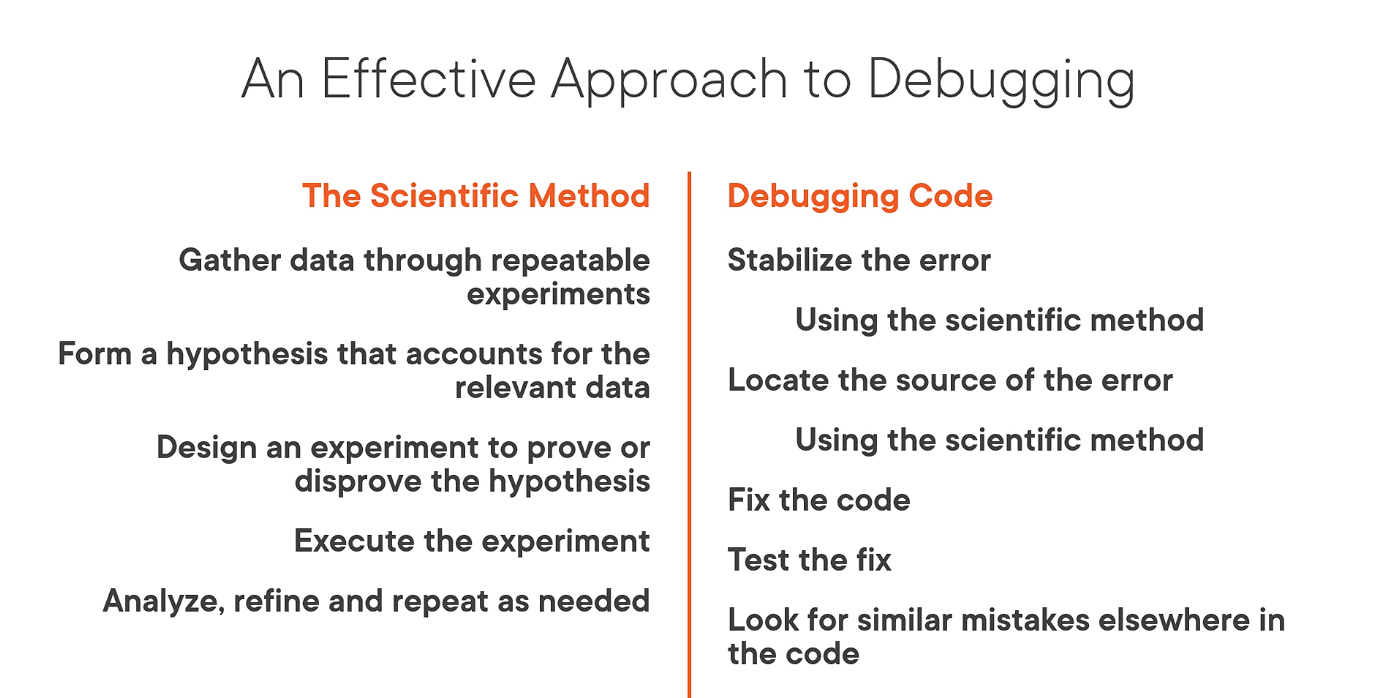 An Effective Approach to Debugging
The Scientific Method
Gather data through repeatable
experiments
Form a hypothesis that accounts for the
relevant data
Design an experiment to prove or
disprove the hypothesis
Execute the experiment
Analyze, refine and repeat as needed
Debugging Code
Stabilize the error
Using the scientific method
Locate the source of the error
Using the scientific method
Fix the code
Test the fix
Look for similar mistakes elsewhere in
the code